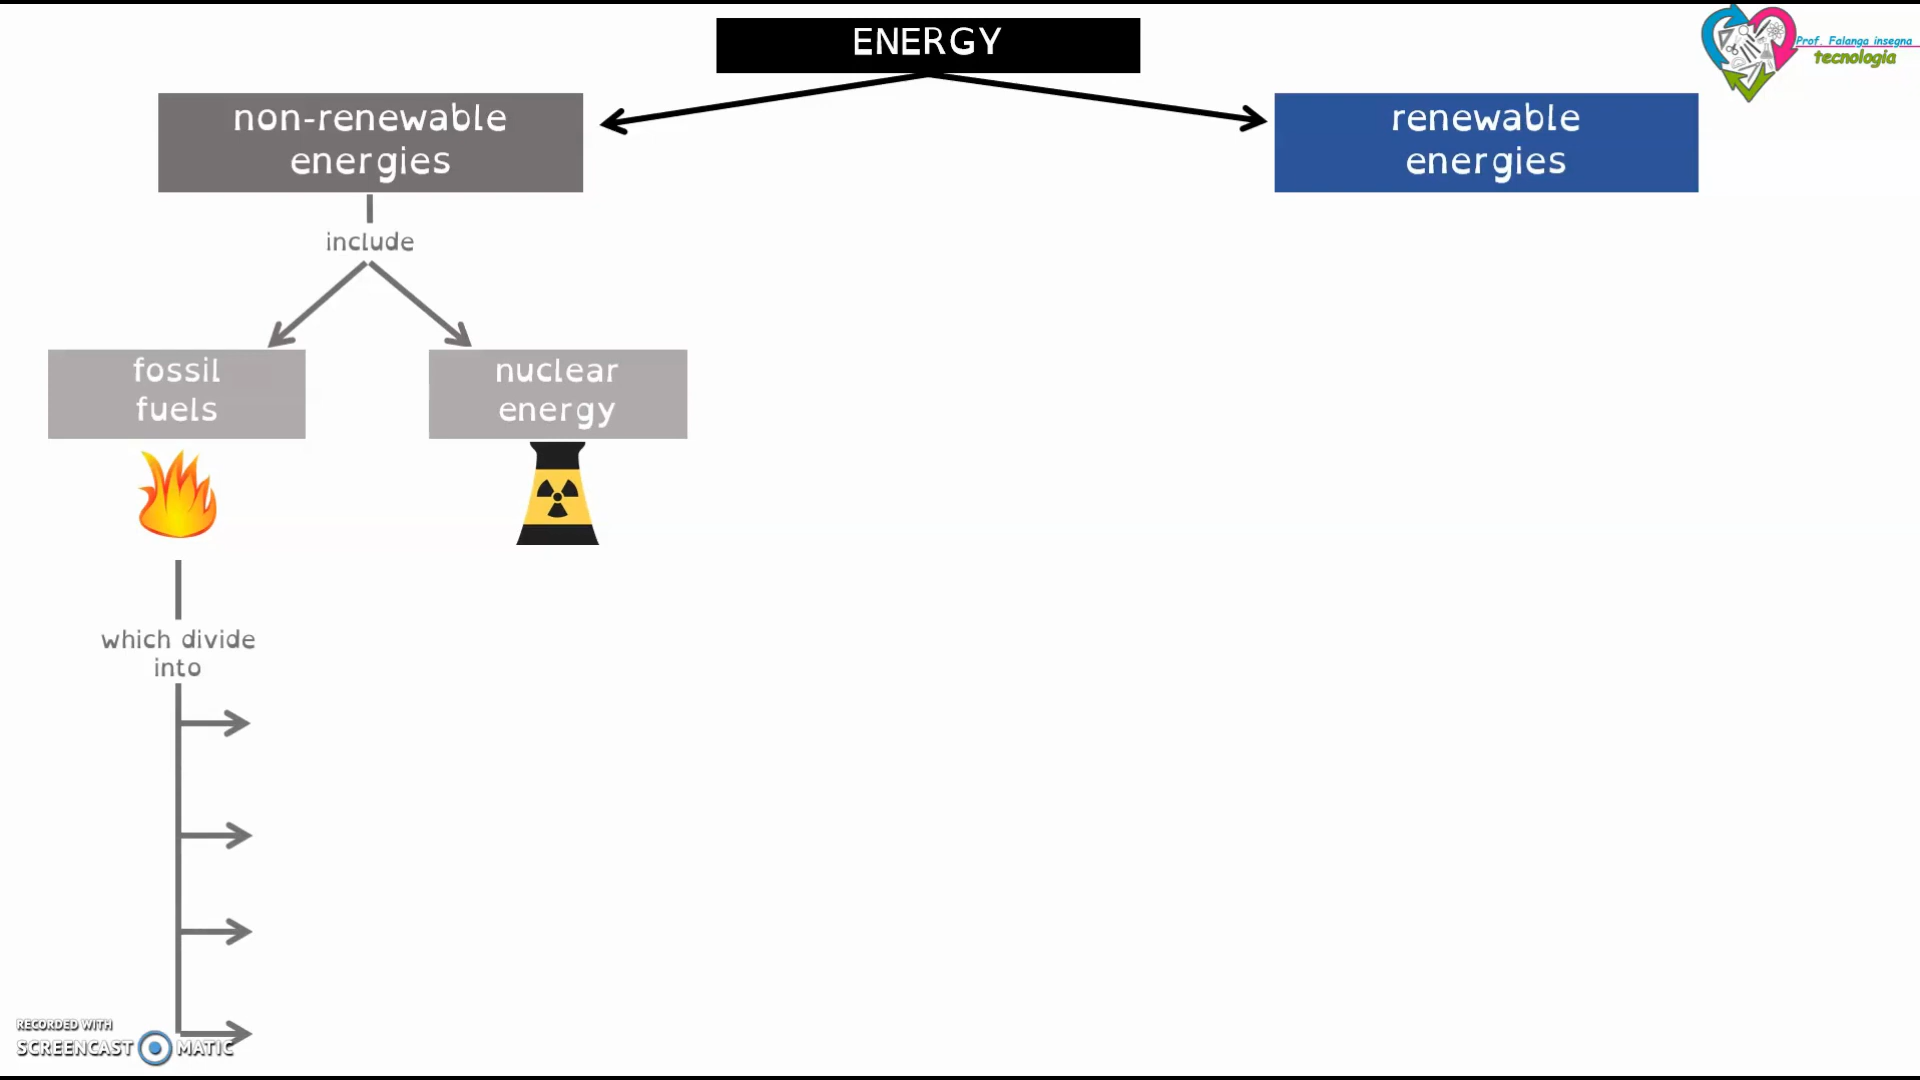 ENERGY
Prof. Falanga insegna
tecnologia
non-renewable
energies
renewable
energies
include
fossil
fuels
nuclear
energy
which divide
into
RECORDED WITH
SCREENCAST MATIC